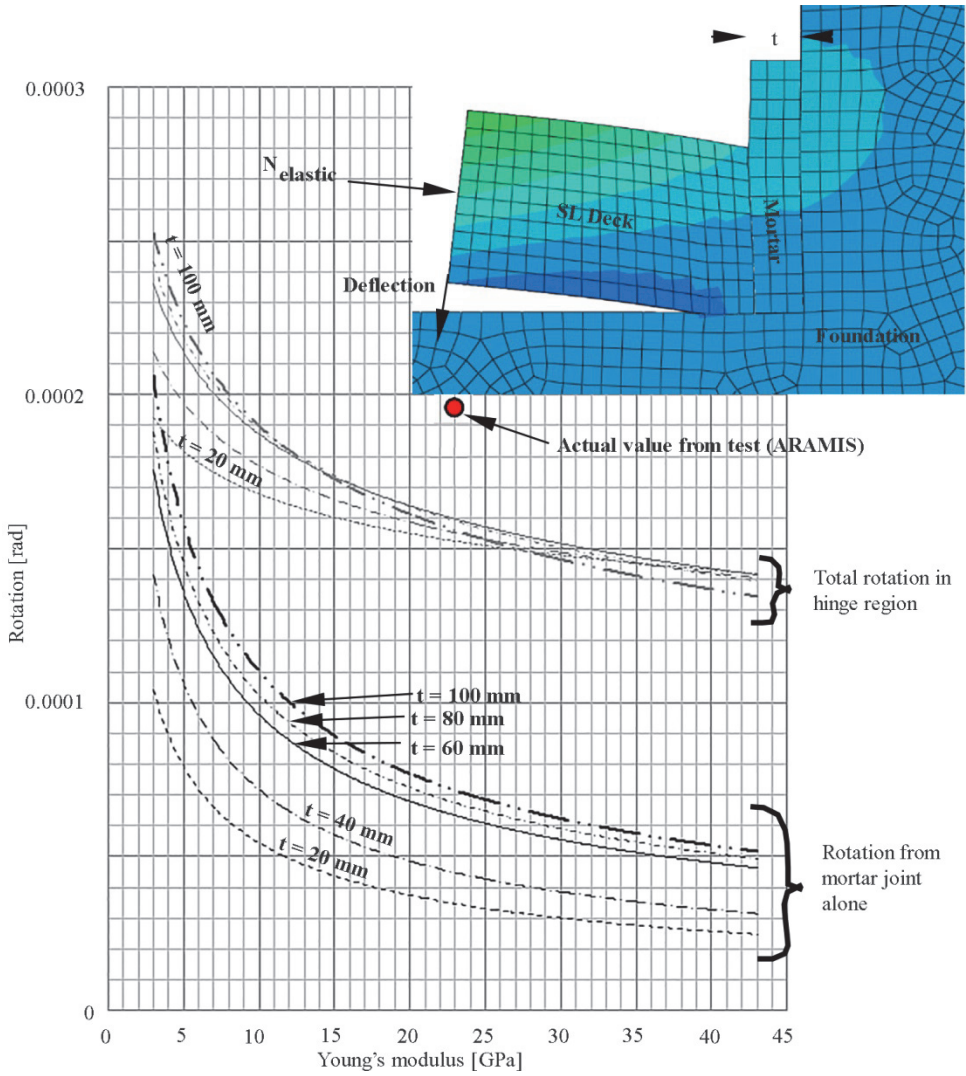 t
0.0003
N elastic
SL Deck
Mortar
t = 100 mm
Deflection
Foundation
0.0002
Actual value from test (ARAMIS)
t = 20 mm
Rotation [rad]
Total rotation in
hinge region
0.0001
t = 100 mm
t = 80 mm
t = 60 mm
t = 40 mm
t = 20 mm
Rotation from
mortar joint
alone
0
0 5 10 15 20 25 30 35 40 45
Young's modulus [GPa]